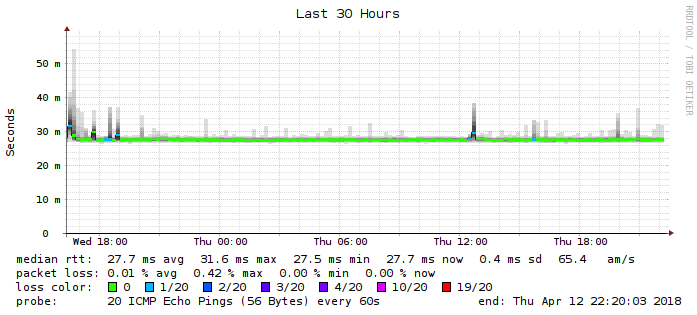 Last 30 Hours
RRDTOOL / TOBI OETIKER
Seconds
50 m
40 m
30 m
20 m
10 m
0
Wed 18:00 Thu 00:00 Thu 06:00 Thu 12:00 Thu 18:00
median rtt: 27.7 ms avg 31.6 ms max 27.5 ms min 27.7 ms now 0.4 ms sd 65.4 am/s
packet loss: 0.01 % avg 0.42 % max 0.00 % min 0.00 % now
loss color: 0 1/20 2/20 3/20 4/20 10/20 19/20
probe: 20 ICMP Echo Pings (56 Bytes) every 60s end: Thu Apr 12 22:20:03 2018